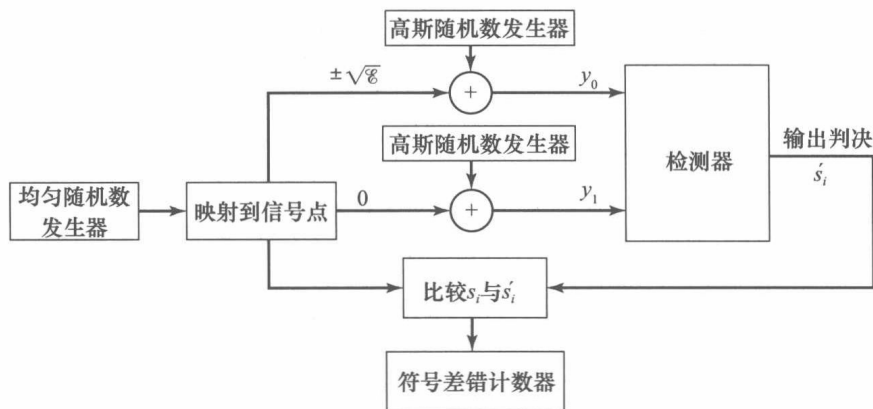 高斯随机数发生器
±√ℰ
+
y₀
高斯随机数发生器
检测器
输出判决
s′ᵢ
均匀随机数
发生器
映射到信号点
0
+
y₁
比较sᵢ与s′ᵢ
符号差错计数器